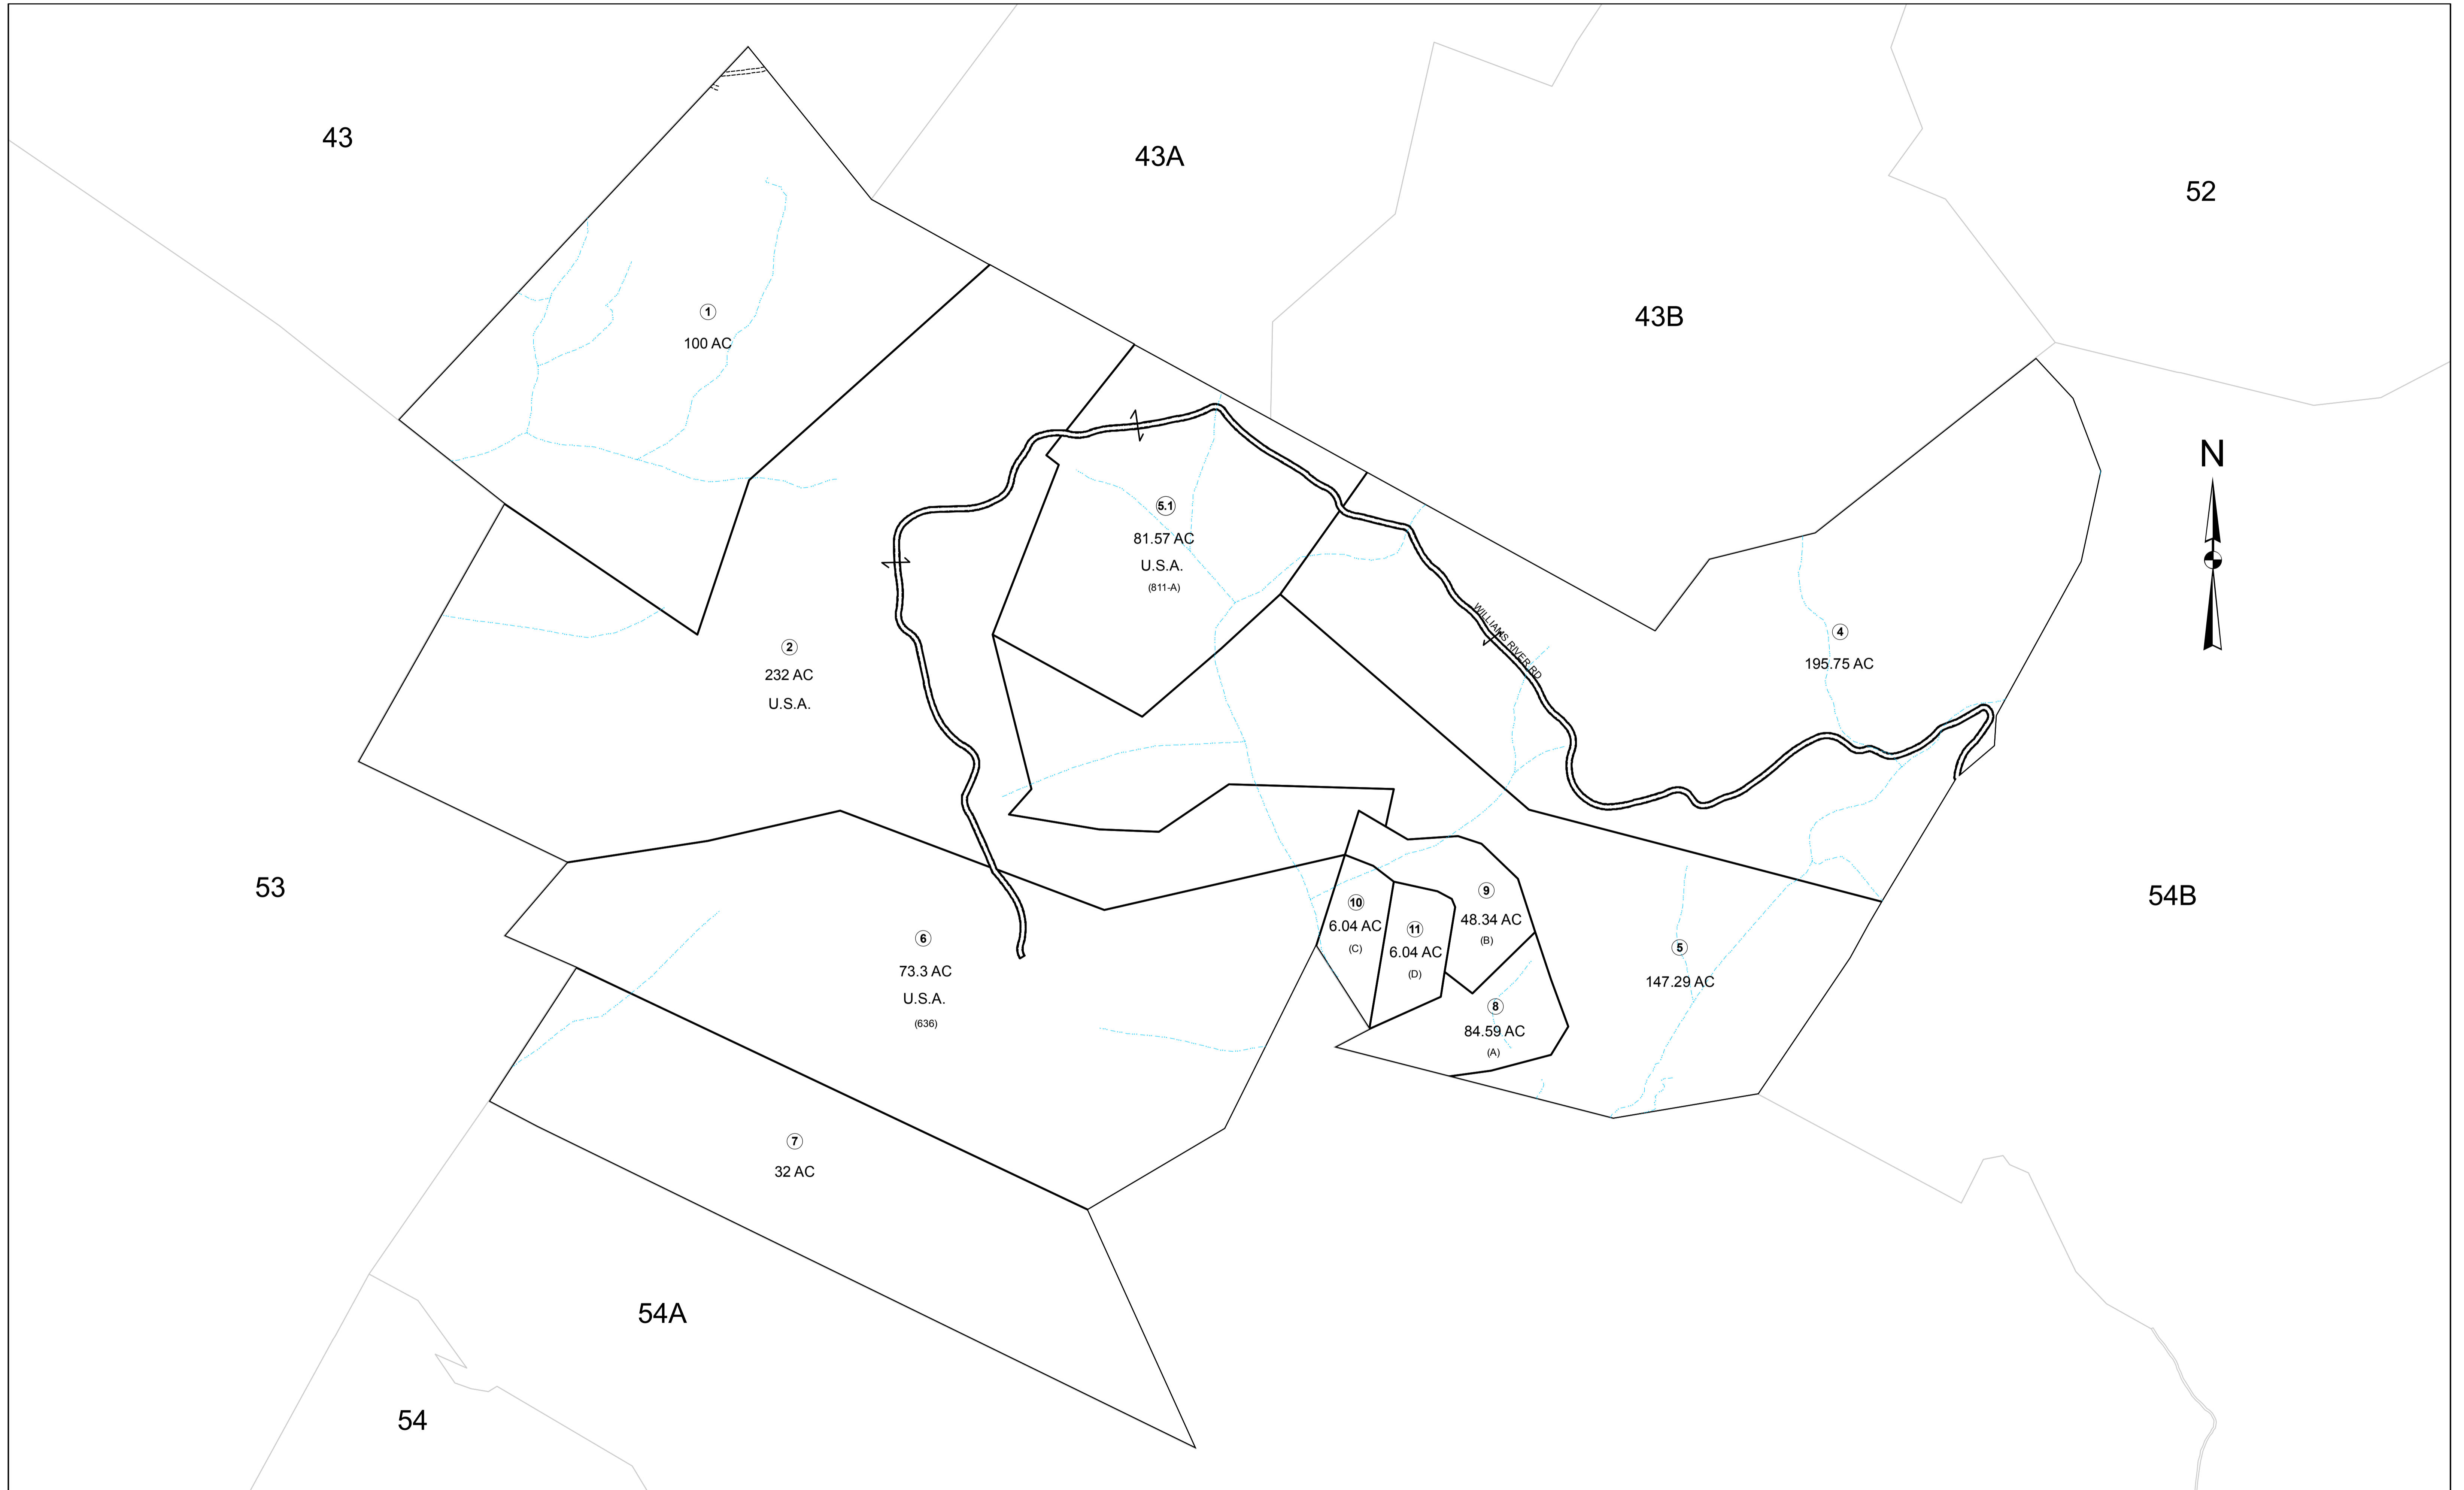 43
43A
52
43B
1
100 AC
N
5.1
81.57 AC
U.S.A.
(811-A)
WILLIAMS RIVER RD
4
195.75 AC
2
232 AC
U.S.A.
53
54B
9
48.34 AC
(B)
10
6.04 AC
(C)
11
6.04 AC
(D)
6
73.3 AC
U.S.A.
(636)
5
147.29 AC
8
84.59 AC
(A)
7
32 AC
54A
54